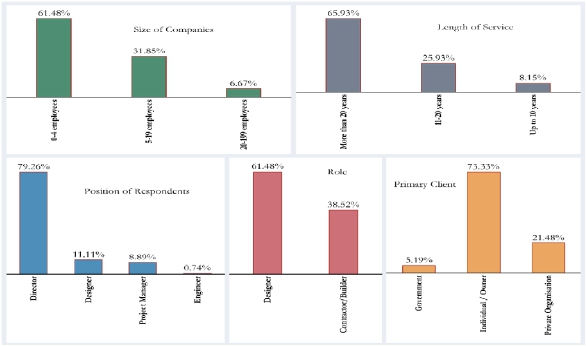 61.48%
Size of Companies
31.85%
6.67%
0-4 employees
5-19 employees
20-199 employees
65.93%
Length of Service
25.93%
8.15%
More than 20 years
11-20 years
Up to 10 years
79.26%
Position of Respondents
11.11%
8.89%
0.74%
Director
Designer
Project Manager
Engineer
61.48%
Role
38.52%
Designer
Contractor/Builder
Primary Client
73.33%
5.19%
21.48%
Government
Individual / Owner
Private Organisation